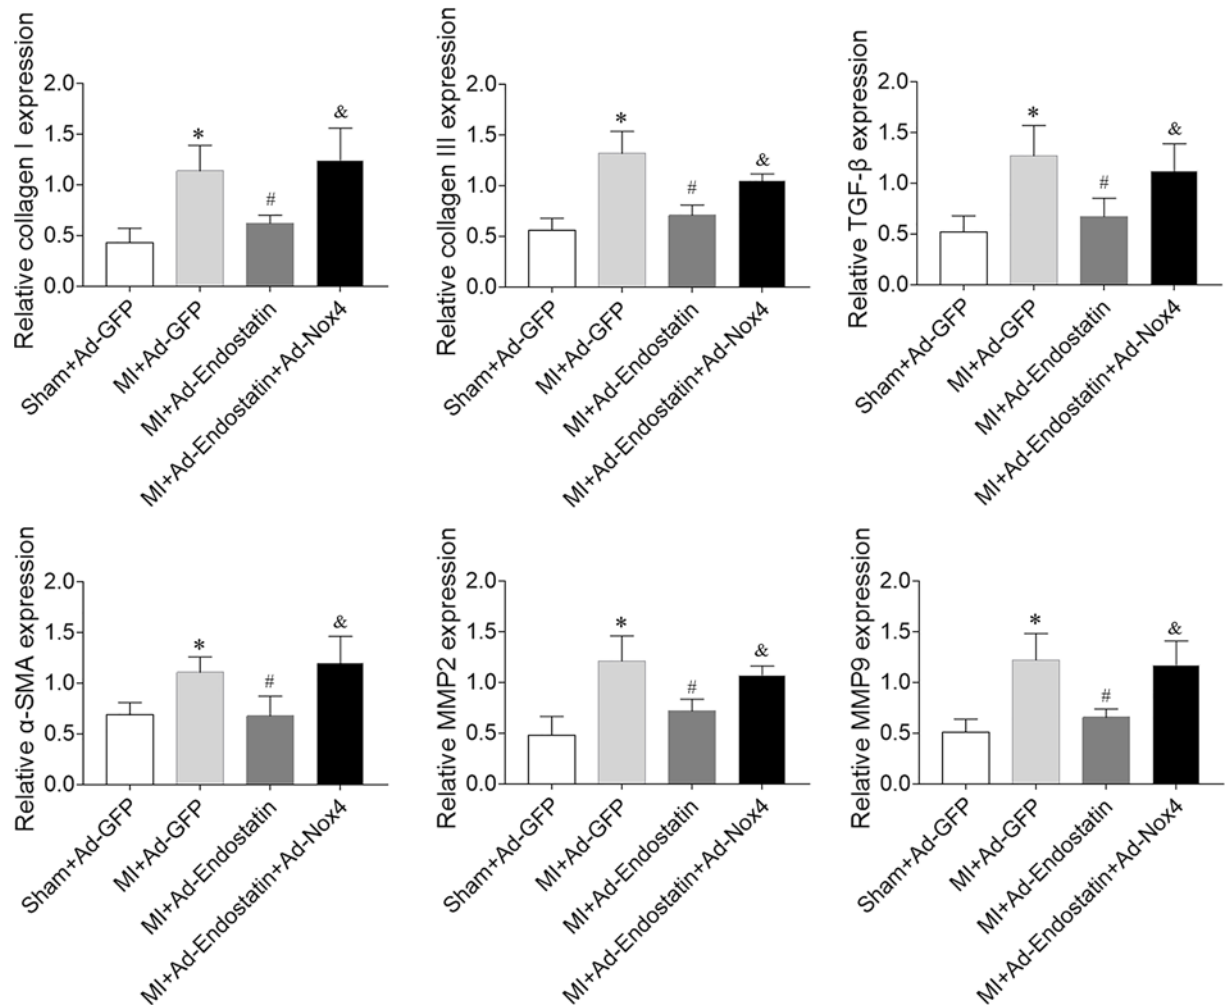 Relative collagen I expression
2.0
1.5
1.0
0.5
0.0
*
#
&
Sham+Ad-GFP
MI+Ad-GFP
MI+Ad-Endostatin
MI+Ad-Endostatin+Ad-Nox4
Relative collagen III expression
2.0
1.5
1.0
0.5
0.0
*
#
&
Sham+Ad-GFP
MI+Ad-GFP
MI+Ad-Endostatin
MI+Ad-Endostatin+Ad-Nox4
Relative TGF-β expression
2.0
1.5
1.0
0.5
0.0
*
#
&
Sham+Ad-GFP
MI+Ad-GFP
MI+Ad-Endostatin
MI+Ad-Endostatin+Ad-Nox4
Relative α-SMA expression
2.0
1.5
1.0
0.5
0.0
*
#
&
Sham+Ad-GFP
MI+Ad-GFP
MI+Ad-Endostatin
MI+Ad-Endostatin+Ad-Nox4
Relative MMP2 expression
2.0
1.5
1.0
0.5
0.0
*
#
&
Sham+Ad-GFP
MI+Ad-GFP
MI+Ad-Endostatin
MI+Ad-Endostatin+Ad-Nox4
Relative MMP9 expression
2.0
1.5
1.0
0.5
0.0
*
#
&
Sham+Ad-GFP
MI+Ad-GFP
MI+Ad-Endostatin
MI+Ad-Endostatin+Ad-Nox4